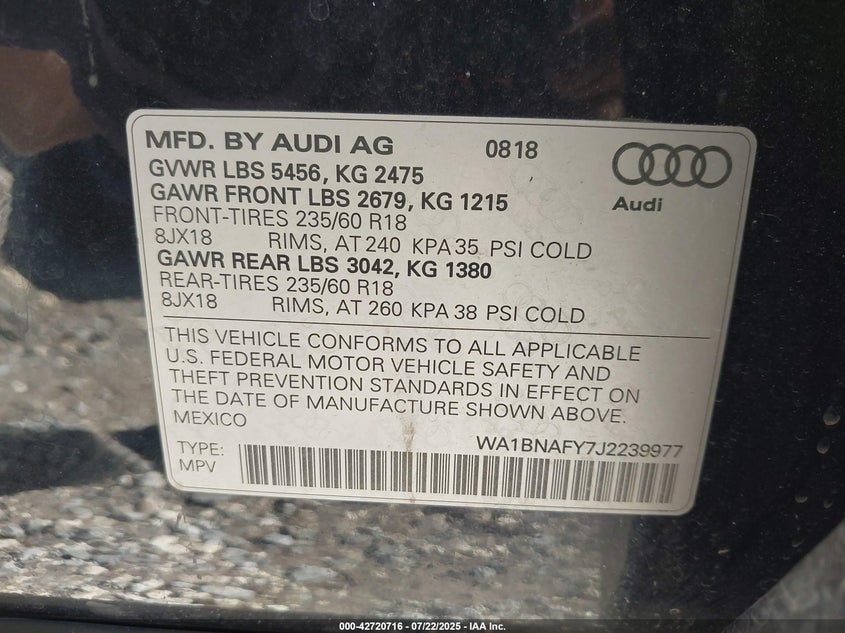 MFD. BY AUDI AG 0818
GVWR LBS 5456, KG 2475
GAWR FRONT LBS 2679, KG 1215
Audi
FRONT-TIRES 235/60 R18
8JX18 RIMS, AT 240 KPA 35 PSI COLD
GAWR REAR LBS 3042, KG 1380
REAR-TIRES 235/60 R18
8JX18 RIMS, AT 260 KPA 38 PSI COLD
THIS VEHICLE CONFORMS TO ALL APPLICABLE
U.S. FEDERAL MOTOR VEHICLE SAFETY AND
THEFT PREVENTION STANDARDS IN EFFECT ON
THE DATE OF MANUFACTURE SHOWN ABOVE.
MEXICO
WA1BNAFY7J2239977
TYPE:
MPV
000-42720716 - 07/22/2025 - IAA Inc.